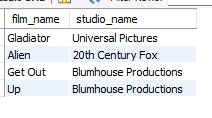 film_name studio_name
Gladiator Universal Pictures
Alien 20th Century Fox
Get Out Blumhouse Productions
Up Blumhouse Productions